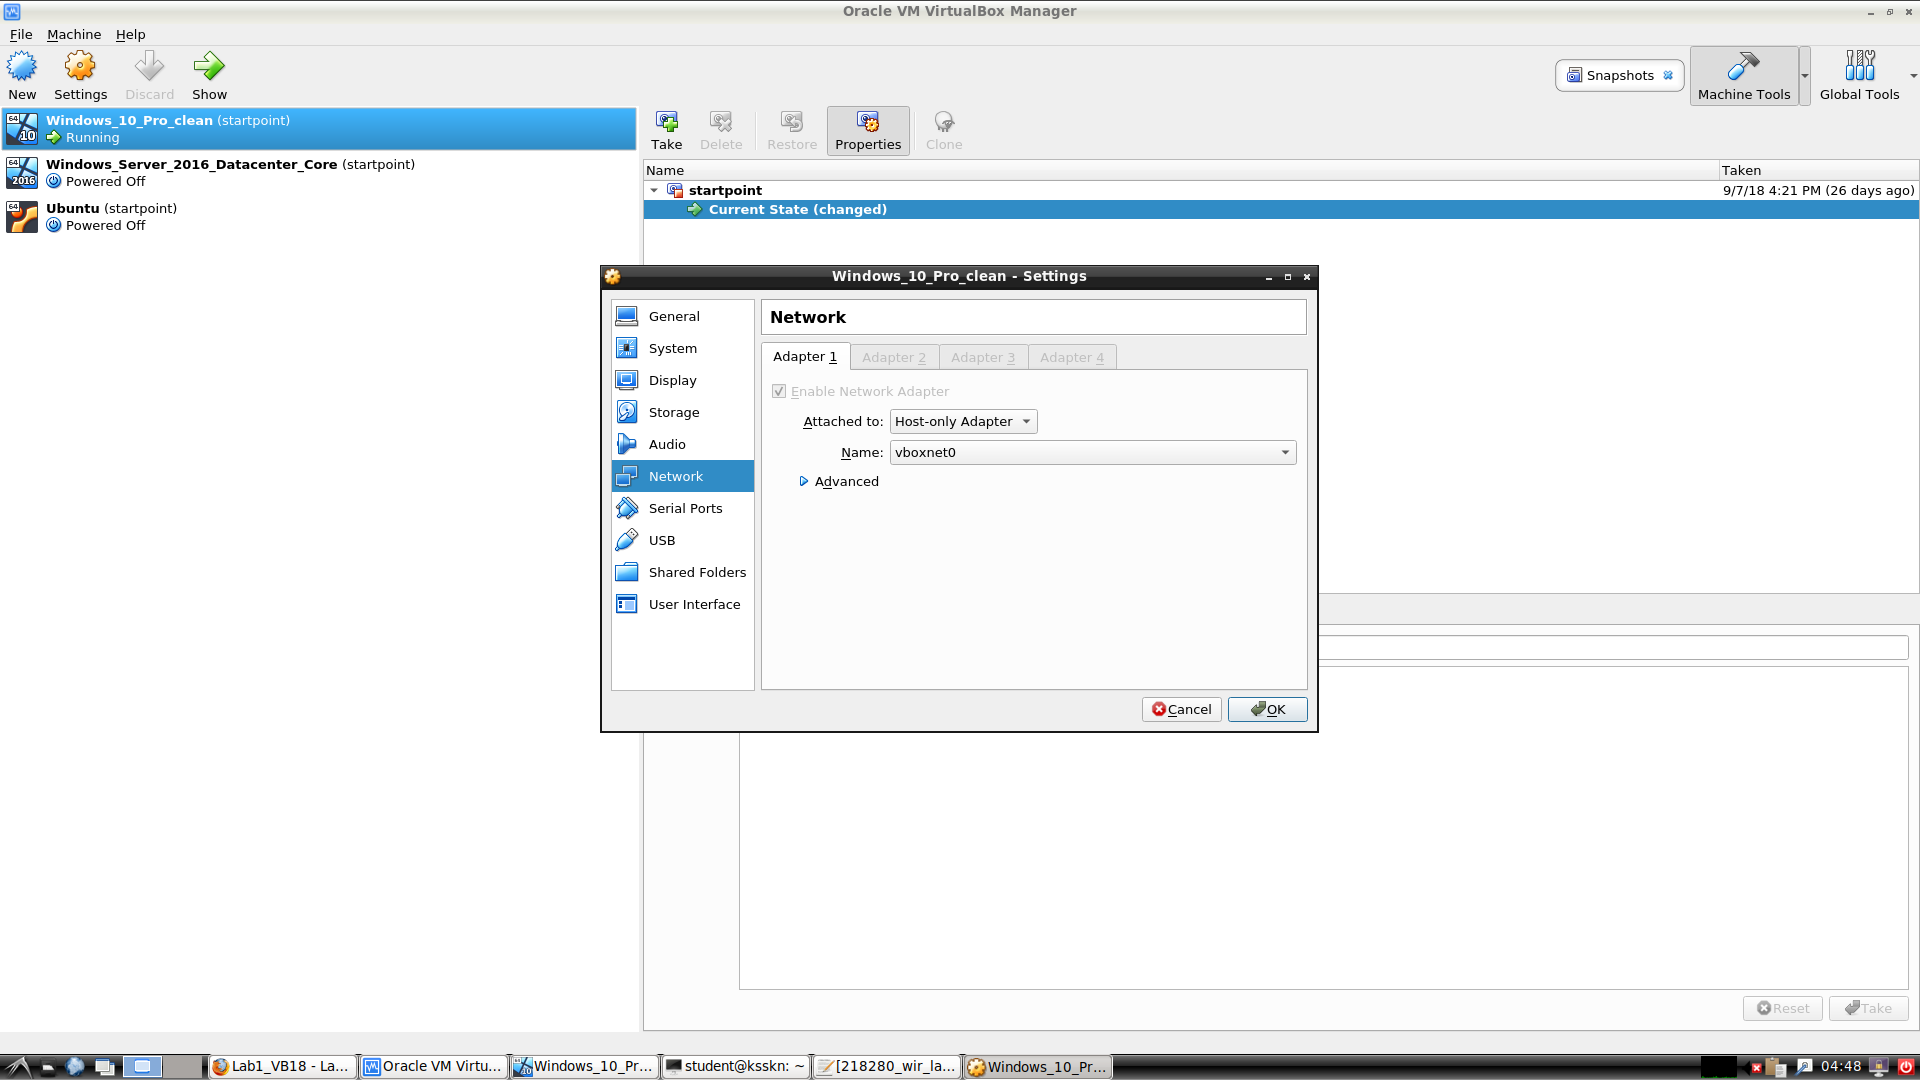 Oracle VM VirtualBox Manager
File Machine Help
New Settings Discard Show
Snapshots Machine Tools Global Tools
64 10 Windows_10_Pro_clean (startpoint)
Running
64 2016 Windows_Server_2016_Datacenter_Core (startpoint)
Powered Off
64 Ubuntu (startpoint)
Powered Off
Take Delete Restore Properties Clone
Name Taken
startpoint 9/7/18 4:21 PM (26 days ago)
Current State (changed)
Windows_10_Pro_clean - Settings
General
System
Display
Storage
Audio
Network
Serial Ports
USB
Shared Folders
User Interface
Network
Adapter 1 Adapter 2 Adapter 3 Adapter 4
Enable Network Adapter
Attached to: Host-only Adapter
Name: vboxnet0
Advanced
Cancel OK
Reset Take
Lab1_VB18 - La... Oracle VM Virtu... Windows_10_Pr... student@ksskn: ~ [218280_wir_la... Windows_10_Pr... 04:48